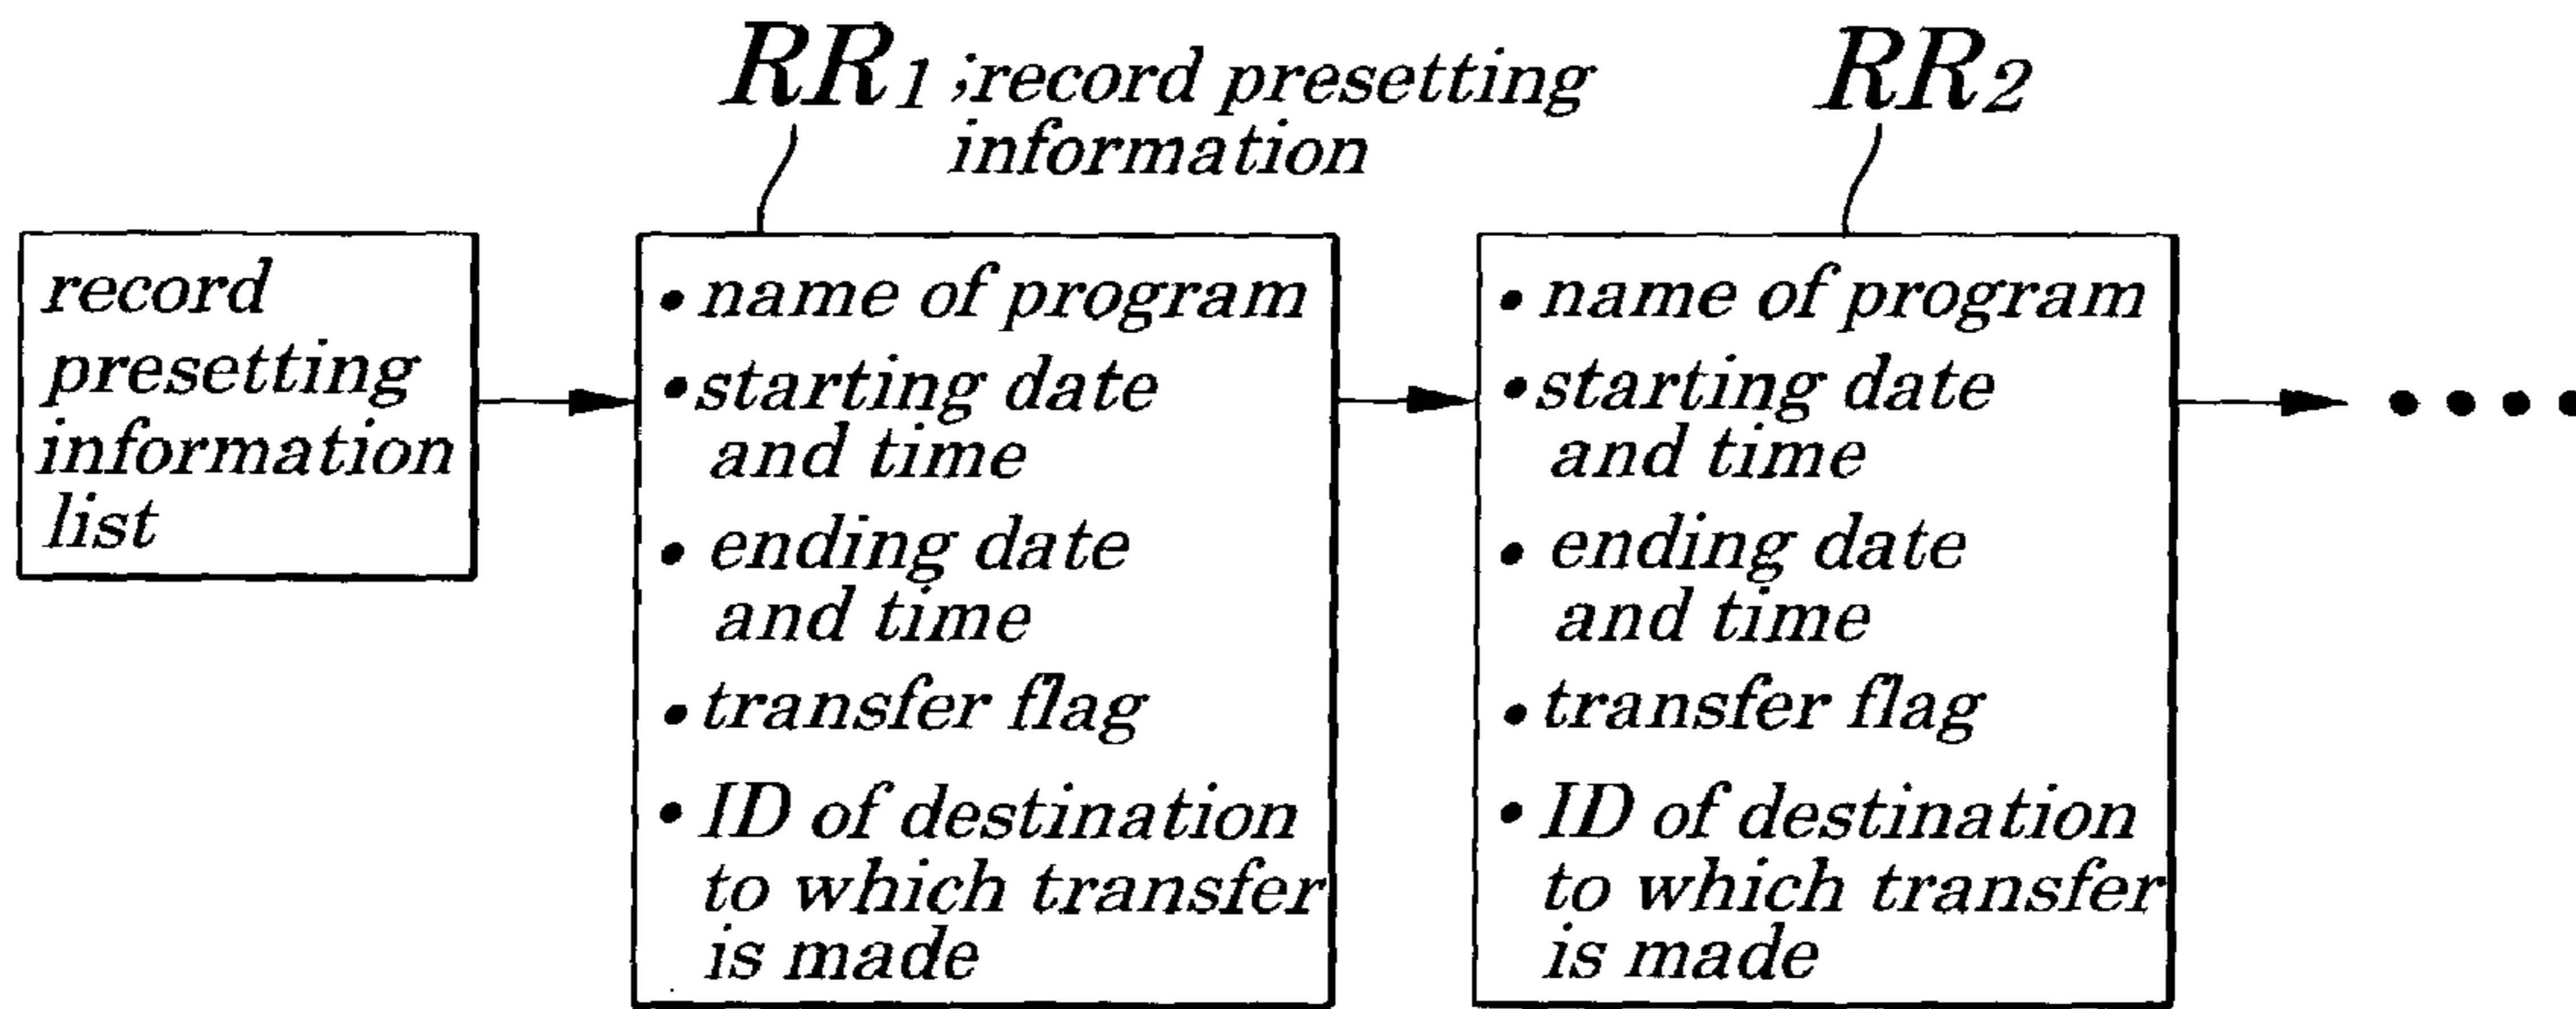 RR1 ;record presetting
information
RR2
record
presetting
information
list
• name of program
• starting date
and time
• ending date
and time
• transfer flag
• ID of destination
to which transfer
is made
• name of program
• starting date
and time
• ending date
and time
• transfer flag
• ID of destination
to which transfer
is made